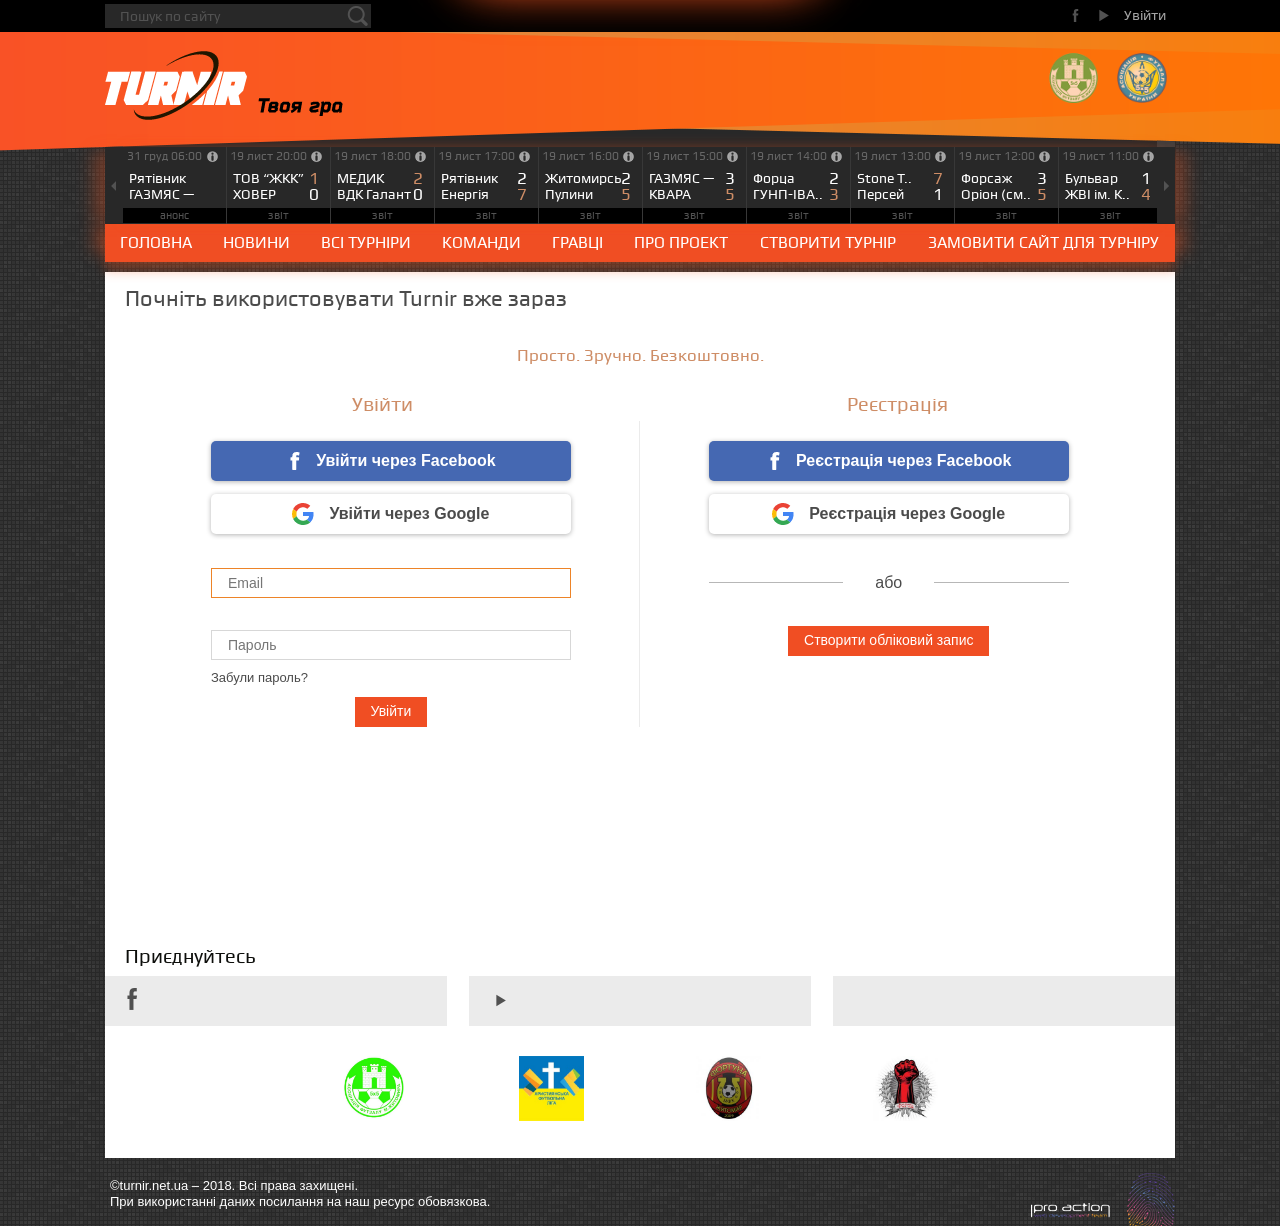 Пошук по сайту
Увійти
TURNIR
Твоя гра
31 груд 06:00
Рятівник
ГАЗМЯС —
анонс
19 лист 20:00
ТОВ “ЖКК” 1
ХОВЕР 0
звіт
19 лист 18:00
МЕДИК 2
ВДК Галант 0
звіт
19 лист 17:00
Рятівник 2
Енергія 7
звіт
19 лист 16:00
Житомирсь 2
Пулини 5
звіт
19 лист 15:00
ГАЗМЯС — 3
КВАРА 5
звіт
19 лист 14:00
Форца 2
ГУНП-ІВА.. 3
звіт
19 лист 13:00
Stone T.. 7
Персей 1
звіт
19 лист 12:00
Форсаж 3
Оріон (см.. 5
звіт
19 лист 11:00
Бульвар 1
ЖВІ ім. К.. 4
звіт
ГОЛОВНА НОВИНИ ВСІ ТУРНІРИ КОМАНДИ ГРАВЦІ ПРО ПРОЕКТ СТВОРИТИ ТУРНІР ЗАМОВИТИ САЙТ ДЛЯ ТУРНІРУ
Почніть використовувати Turnir вже зараз
Просто. Зручно. Безкоштовно.
Увійти
Увійти через Facebook
Увійти через Google
Email
Пароль
Забули пароль?
Увійти
Реєстрація
Реєстрація через Facebook
Реєстрація через Google
або
Створити обліковий запис
Приєднуйтесь
ХРИСТИЯНСЬКА
ФУТБОЛЬНА
ЛІГА
©turnir.net.ua – 2018. Всі права захищені.
При використанні даних посилання на наш ресурс обовязкова.
pro action